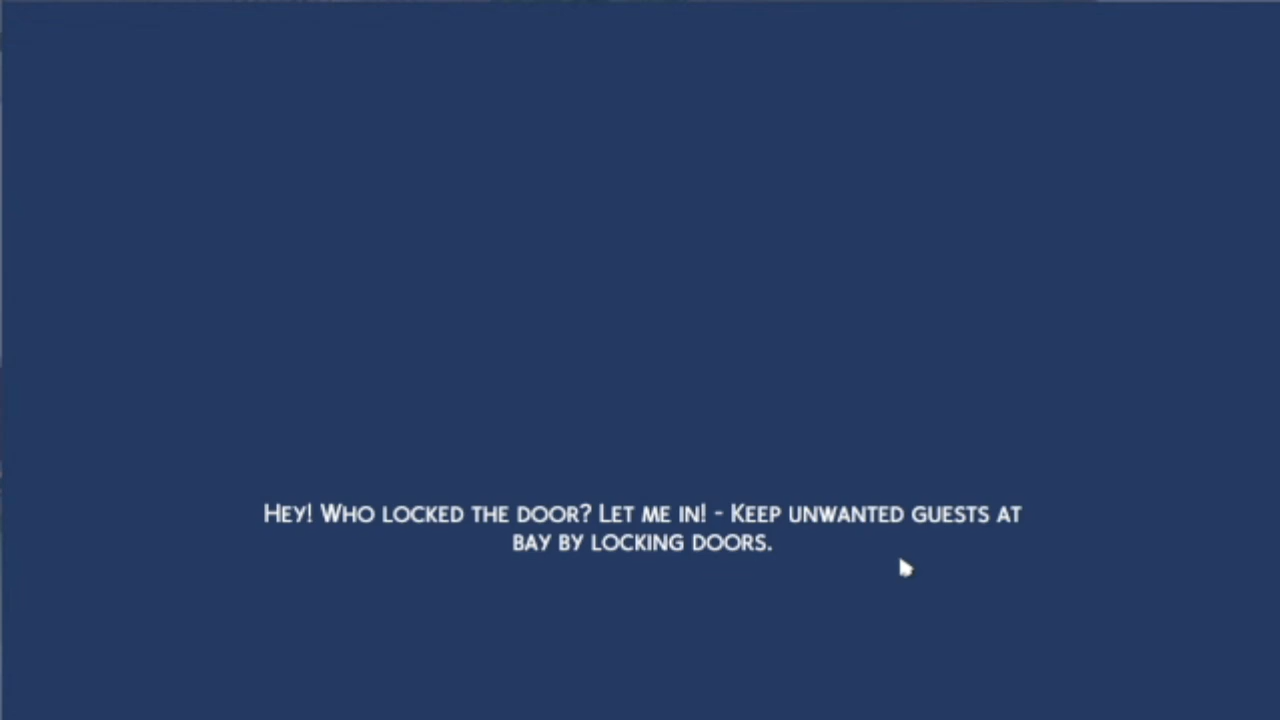 Hey! Who locked the door? Let me in! - Keep unwanted guests at
bay by locking doors.